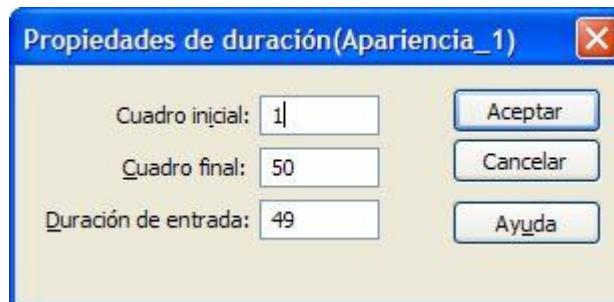 Propiedades de duración(Apariencia_1)
Cuadro inicial: 1
Aceptar
Cuadro final: 50
Cancelar
Duración de entrada: 49
Ayuda